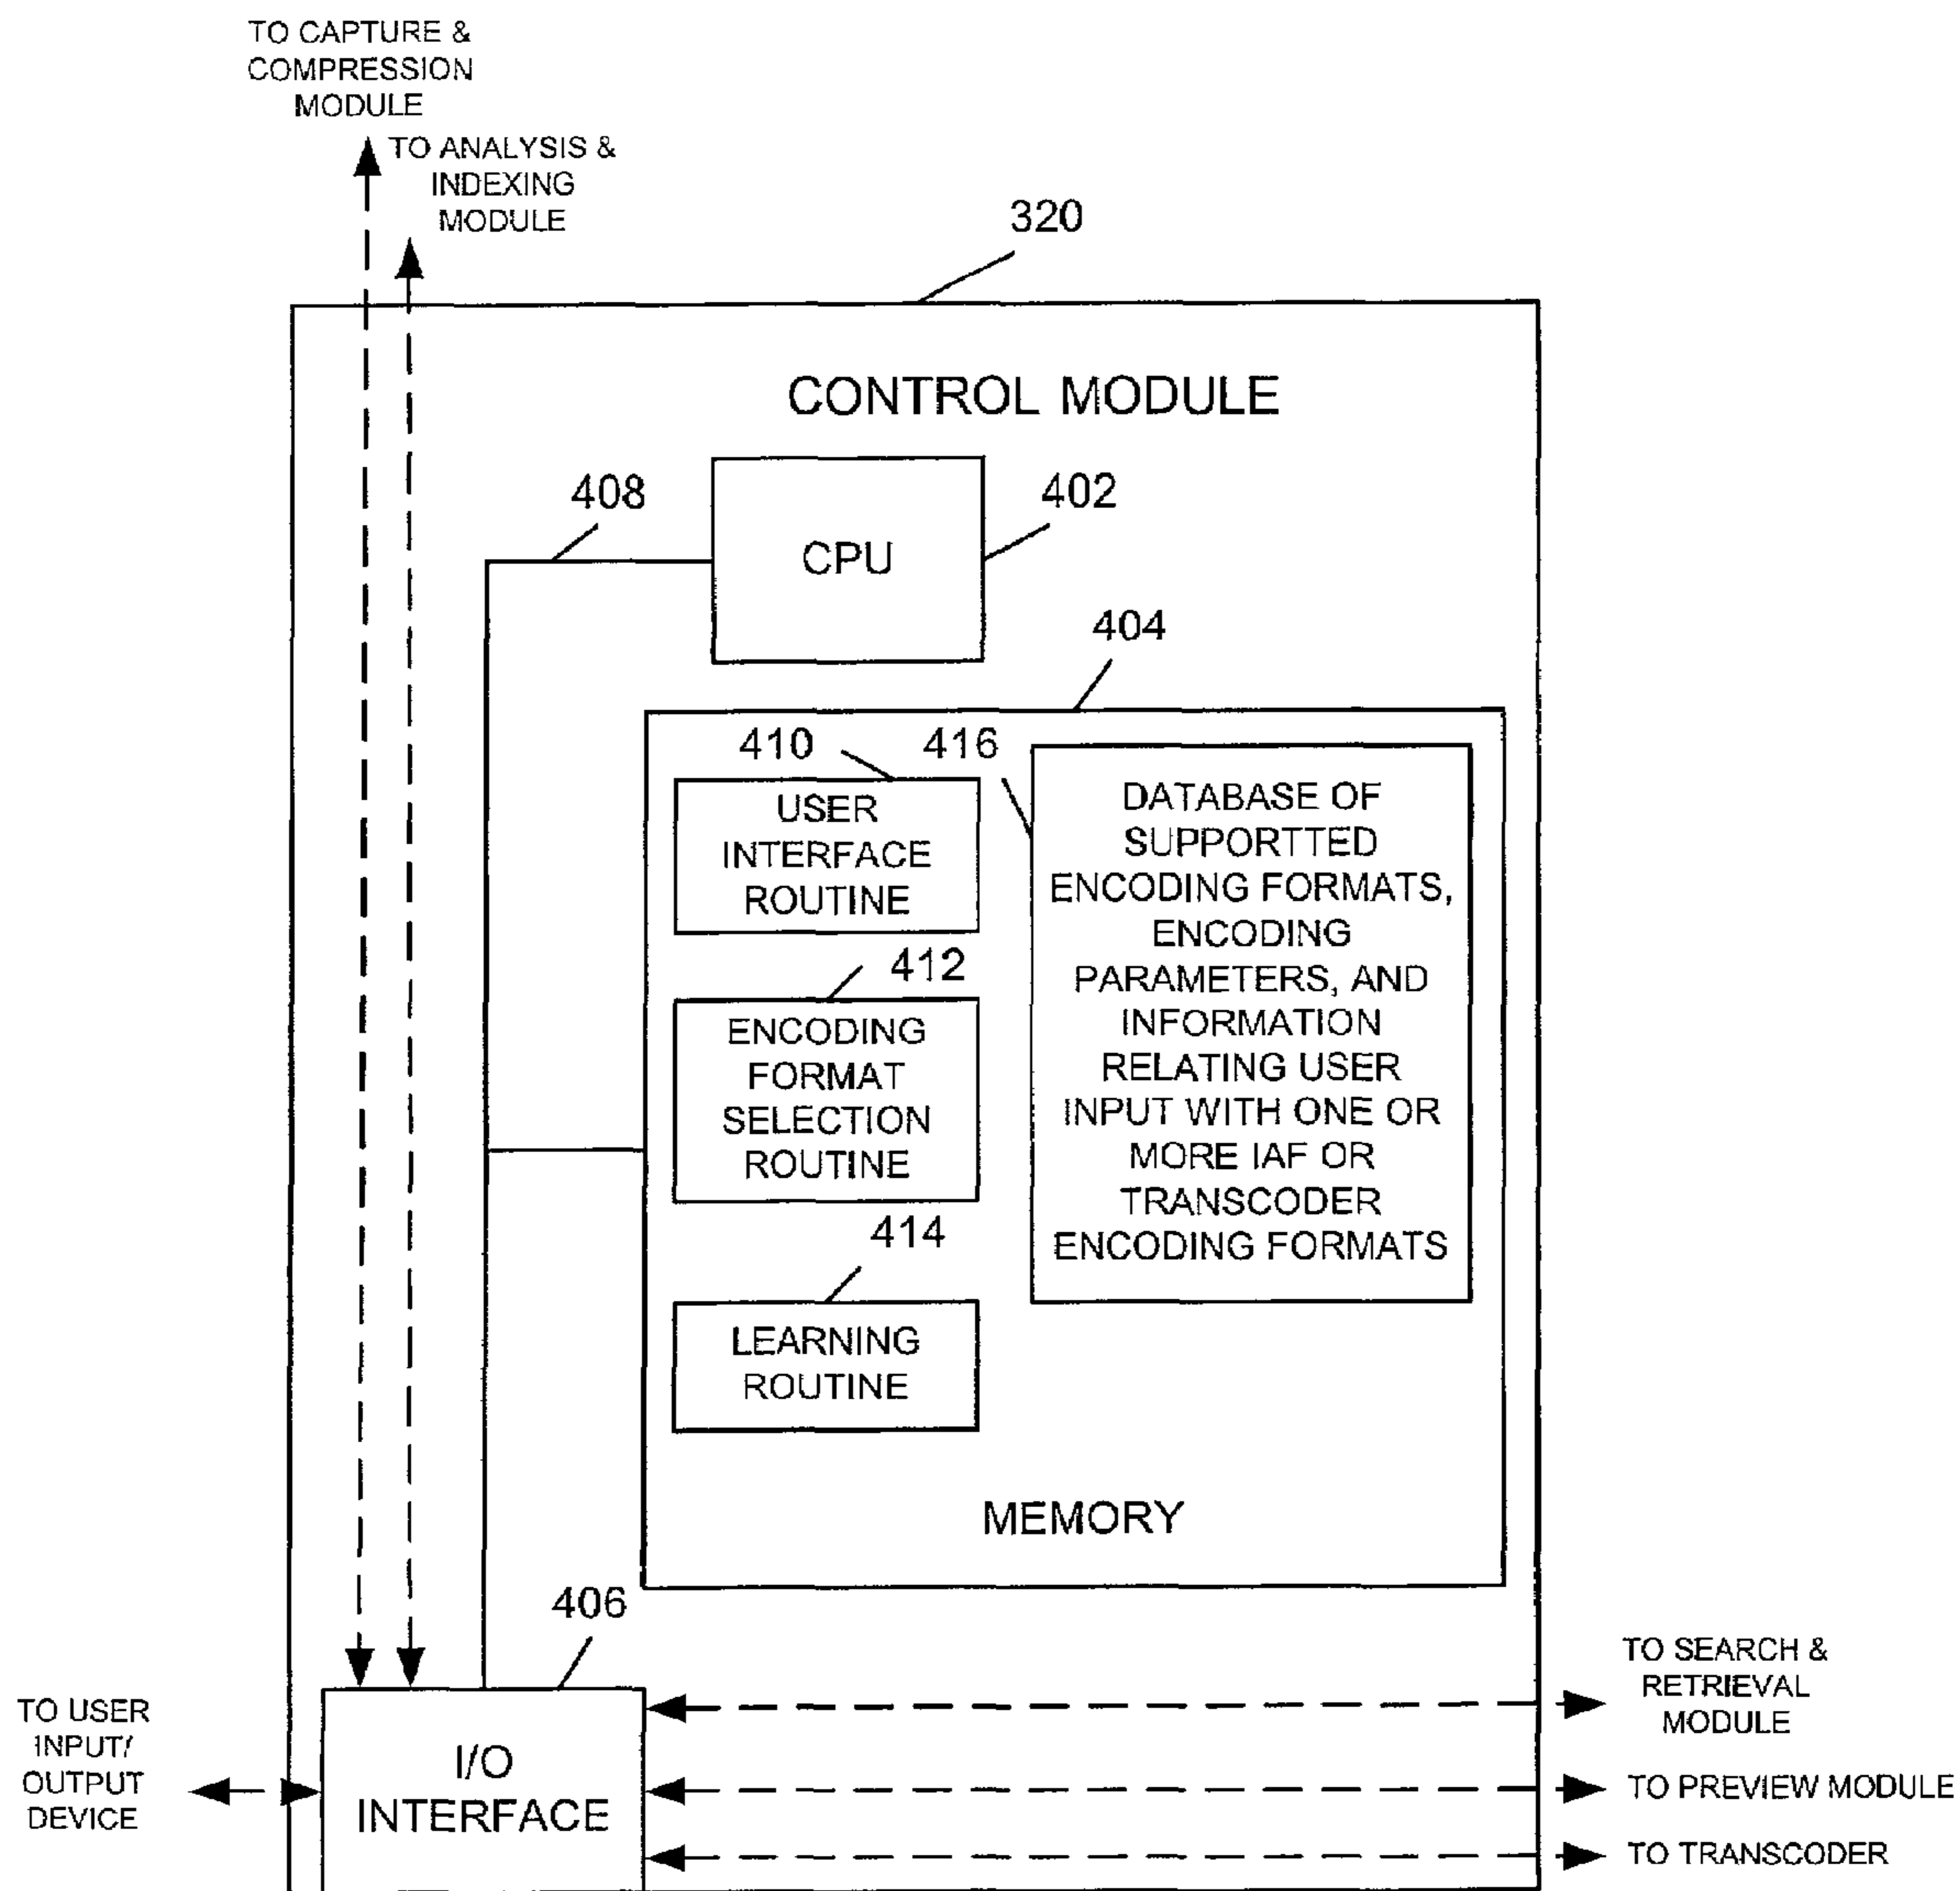 TO CAPTURE &
COMPRESSION
MODULE
TO ANALYSIS &
INDEXING
MODULE
320
CONTROL MODULE
408
402
CPU
404
410
416
USER
INTERFACE
ROUTINE
DATABASE OF
SUPPORTTED
ENCODING FORMATS,
ENCODING
PARAMETERS, AND
INFORMATION
RELATING USER
INPUT WITH ONE OR
MORE IAF OR
TRANSCODER
ENCODING FORMATS
412
ENCODING
FORMAT
SELECTION
ROUTINE
414
LEARNING
ROUTINE
MEMORY
406
TO USER
INPUT/
OUTPUT
DEVICE
I/O
INTERFACE
TO SEARCH &
RETRIEVAL
MODULE
TO PREVIEW MODULE
TO TRANSCODER